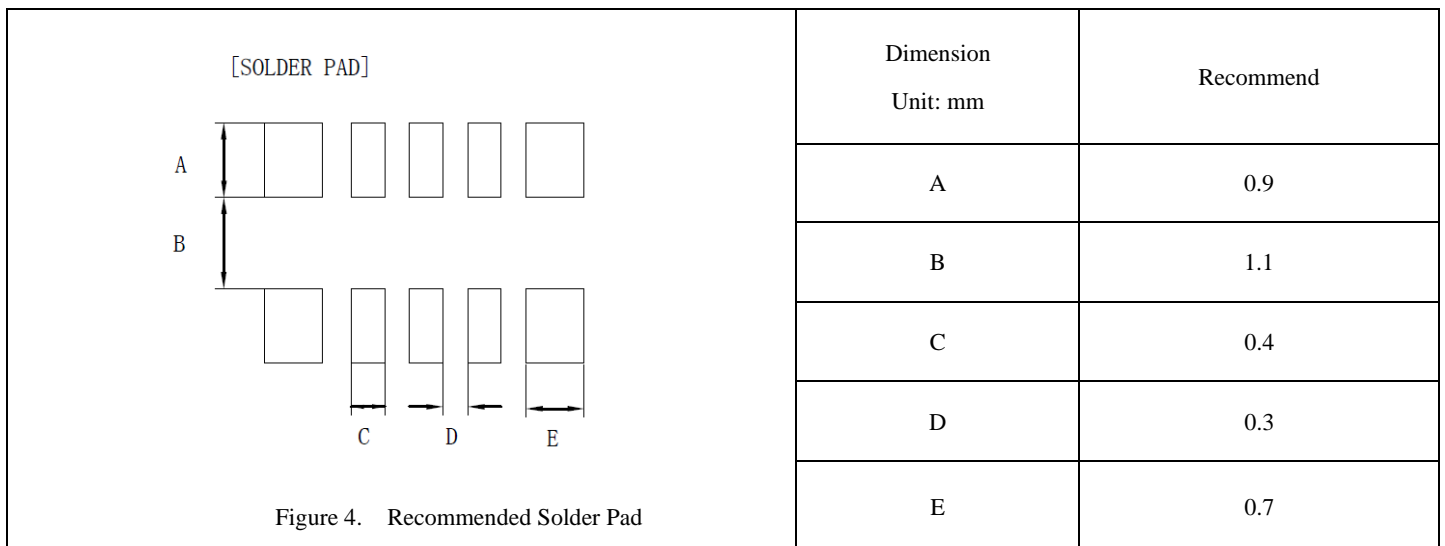 [SOLDER PAD]
A
B
C D E
Figure 4. Recommended Solder Pad
Dimension
Unit: mm
Recommend
A 0.9
B 1.1
C 0.4
D 0.3
E 0.7